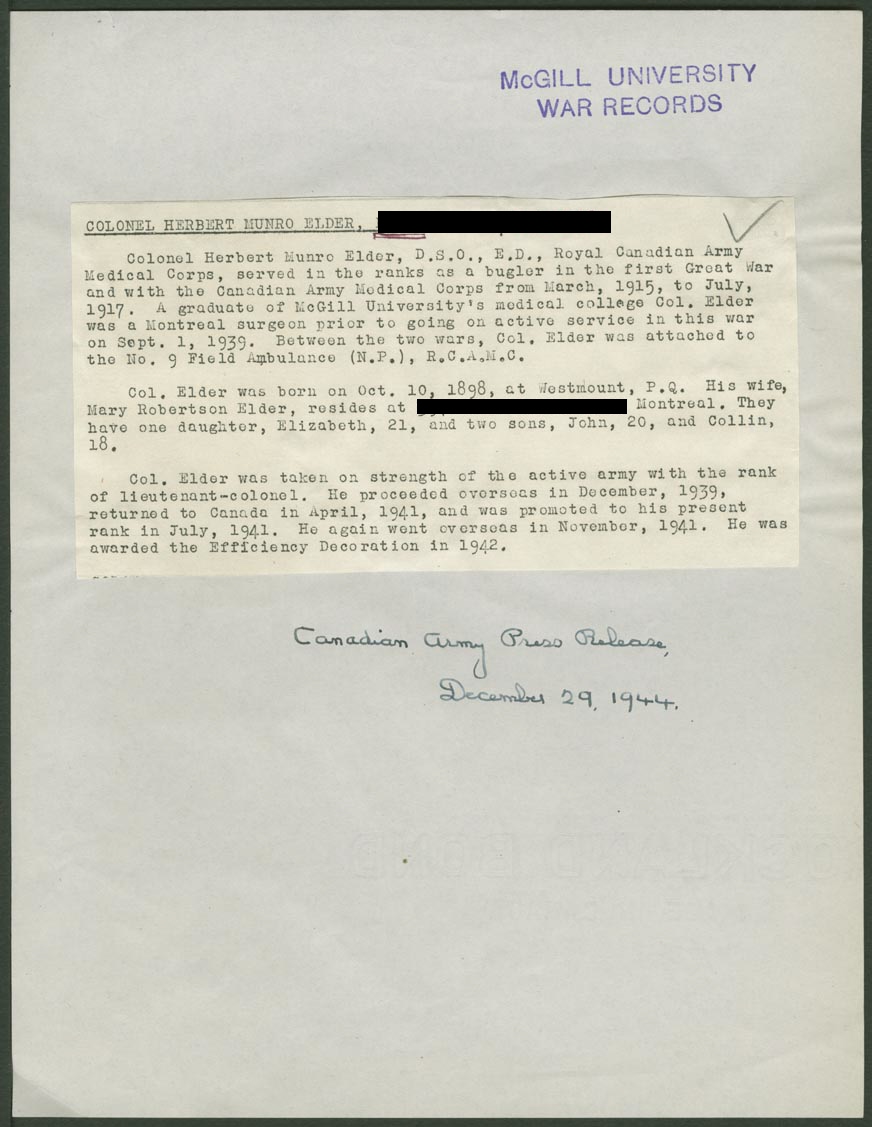 McGILL UNIVERSITY
WAR RECORDS
COLONEL HERBERT MUNRO ELDER,
Colonel Herbert Munro Elder, D.S.O., E.D., Royal Canadian Army
Medical Corps, served in the ranks as a bugler in the first Great War
and with the Canadian Army Medical Corps from March, 1915, to July,
1917. A graduate of McGill University's medical college Col. Elder
was a Montreal surgeon prior to going on active service in this war
on Sept. 1, 1939. Between the two wars, Col. Elder was attached to
the No. 9 Field Ambulance (N.P.), R.C.A.M.C.
Col. Elder was born on Oct. 10, 1898, at Westmount, P.Q. His wife,
Mary Robertson Elder, resides at Montreal. They
have one daughter, Elizabeth, 21, and two sons, John, 20, and Collin,
18.
Col. Elder was taken on strength of the active army with the rank
of lieutenant-colonel. He proceeded overseas in December, 1939,
returned to Canada in April, 1941, and was promoted to his present
rank in July, 1941. He again went overseas in November, 1941. He was
awarded the Efficiency Decoration in 1942.
Canadian Army Press Release,
December 29, 1944.